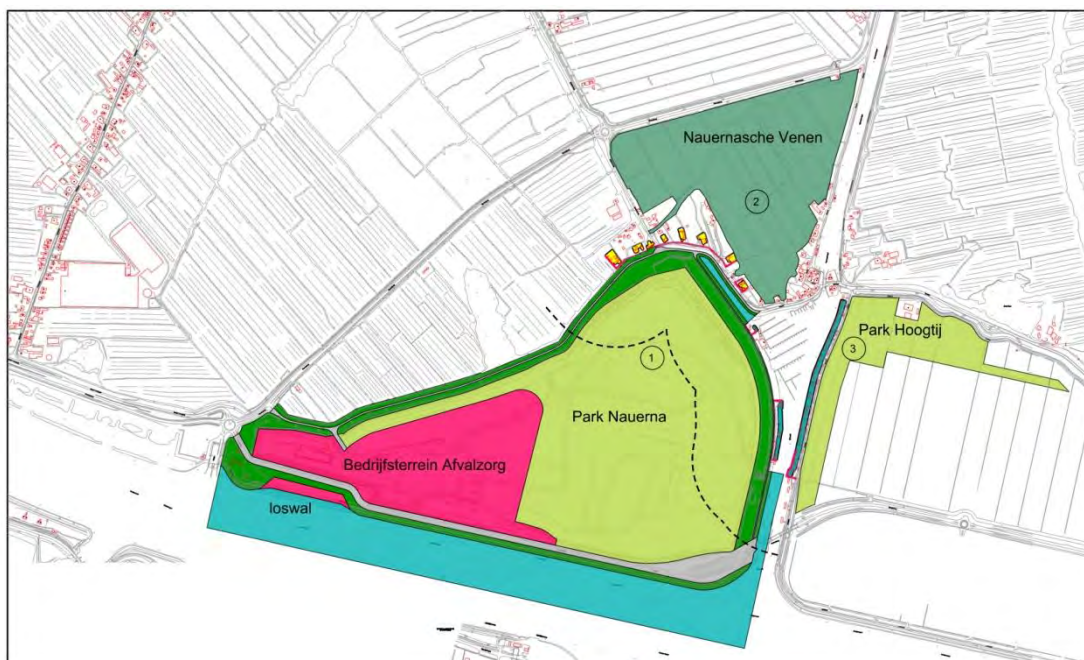 Nauernasche Venen
2
Park Hoogtij
3
1
Park Nauerna
Bedrijfsterrein Afvalzorg
loswal